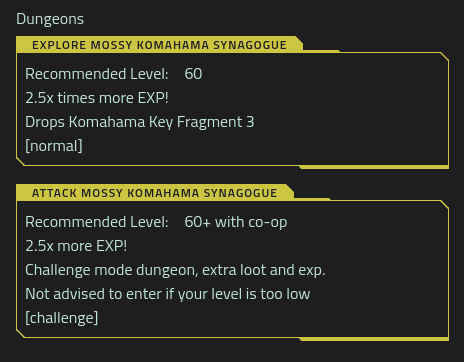 Dungeons
EXPLORE MOSSY KOMAHAMA SYNAGOGUE
Recommended Level: 60
2.5x times more EXP!
Drops Komahama Key Fragment 3
[normal]
ATTACK MOSSY KOMAHAMA SYNAGOGUE
Recommended Level: 60+ with co-op
2.5x more EXP!
Challenge mode dungeon, extra loot and exp.
Not advised to enter if your level is too low
[challenge]